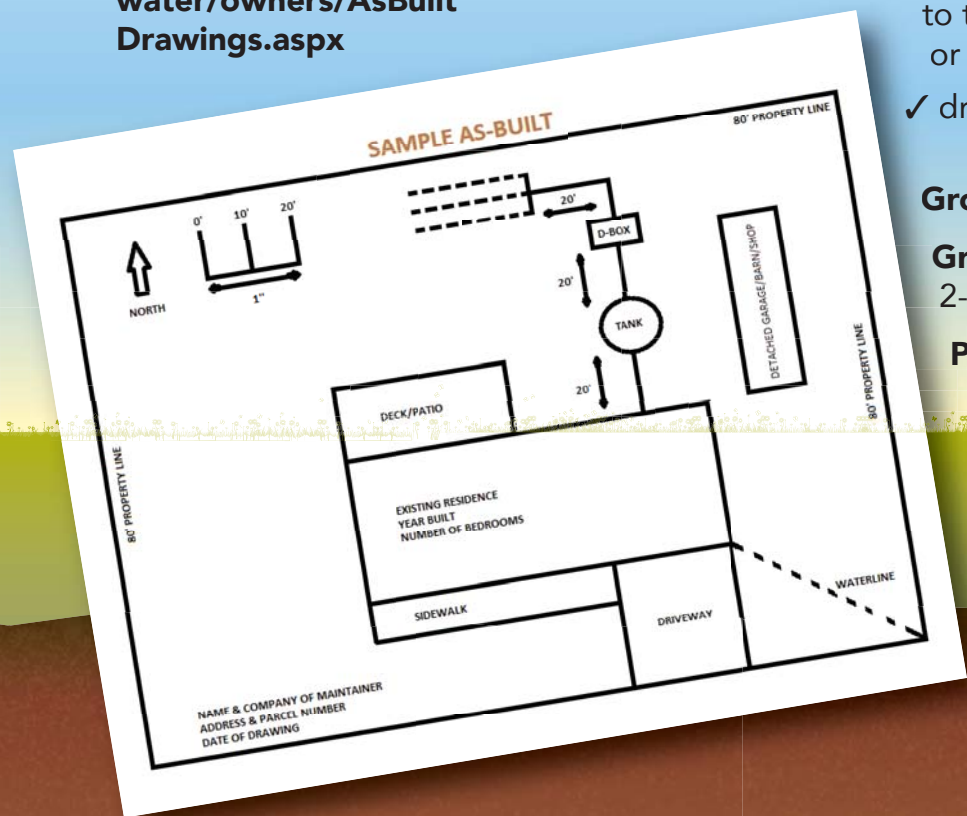 water/owners/AsBuilt
Drawings.aspx
to t
or
✓ dr
Gro
Gr
2-
P
SAMPLE AS-BUILT
80' PROPERTY LINE
0' 10' 20'
1"
NORTH
20'
D-BOX
20'
TANK
20'
DETACHED GARAGE/BARN/SHOP
80' PROPERTY LINE
80' PROPERTY LINE
DECK/PATIO
EXISTING RESIDENCE
YEAR BUILT
NUMBER OF BEDROOMS
SIDEWALK
DRIVEWAY
WATERLINE
NAME & COMPANY OF MAINTAINER
ADDRESS & PARCEL NUMBER
DATE OF DRAWING